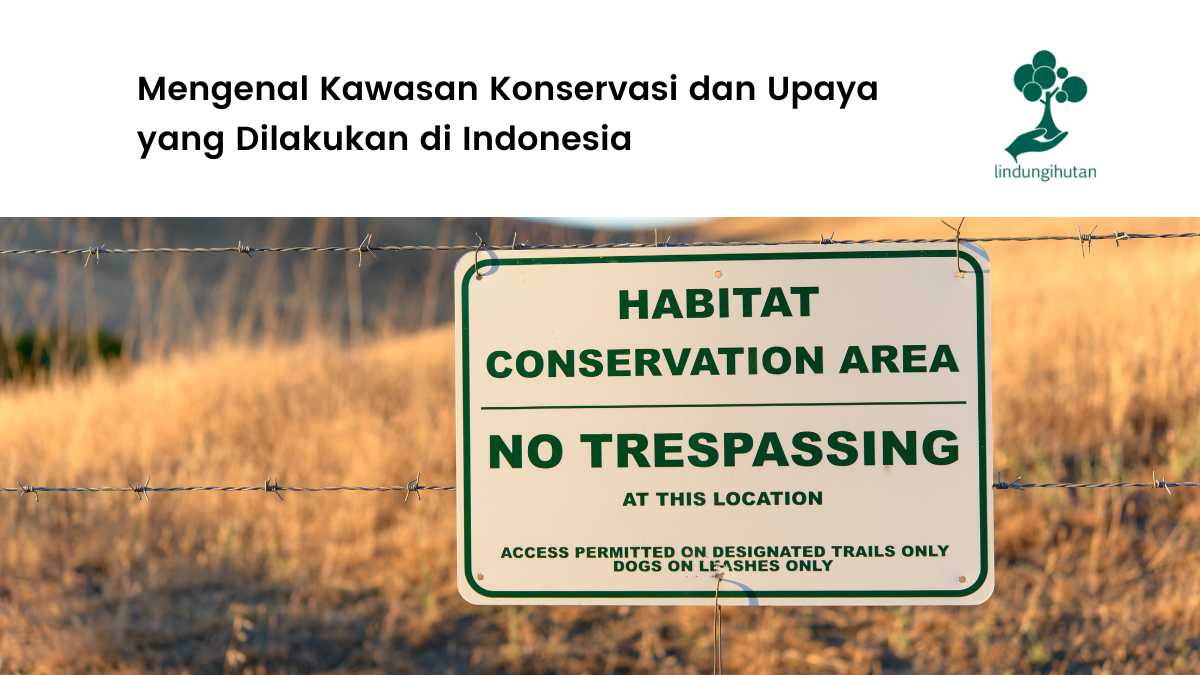 Mengenal Kawasan Konservasi dan Upaya
yang Dilakukan di Indonesia
lindungihutan
HABITAT
CONSERVATION AREA
NO TRESPASSING
AT THIS LOCATION
ACCESS PERMITTED ON DESIGNATED TRAILS ONLY
DOGS ON LEASHES ONLY